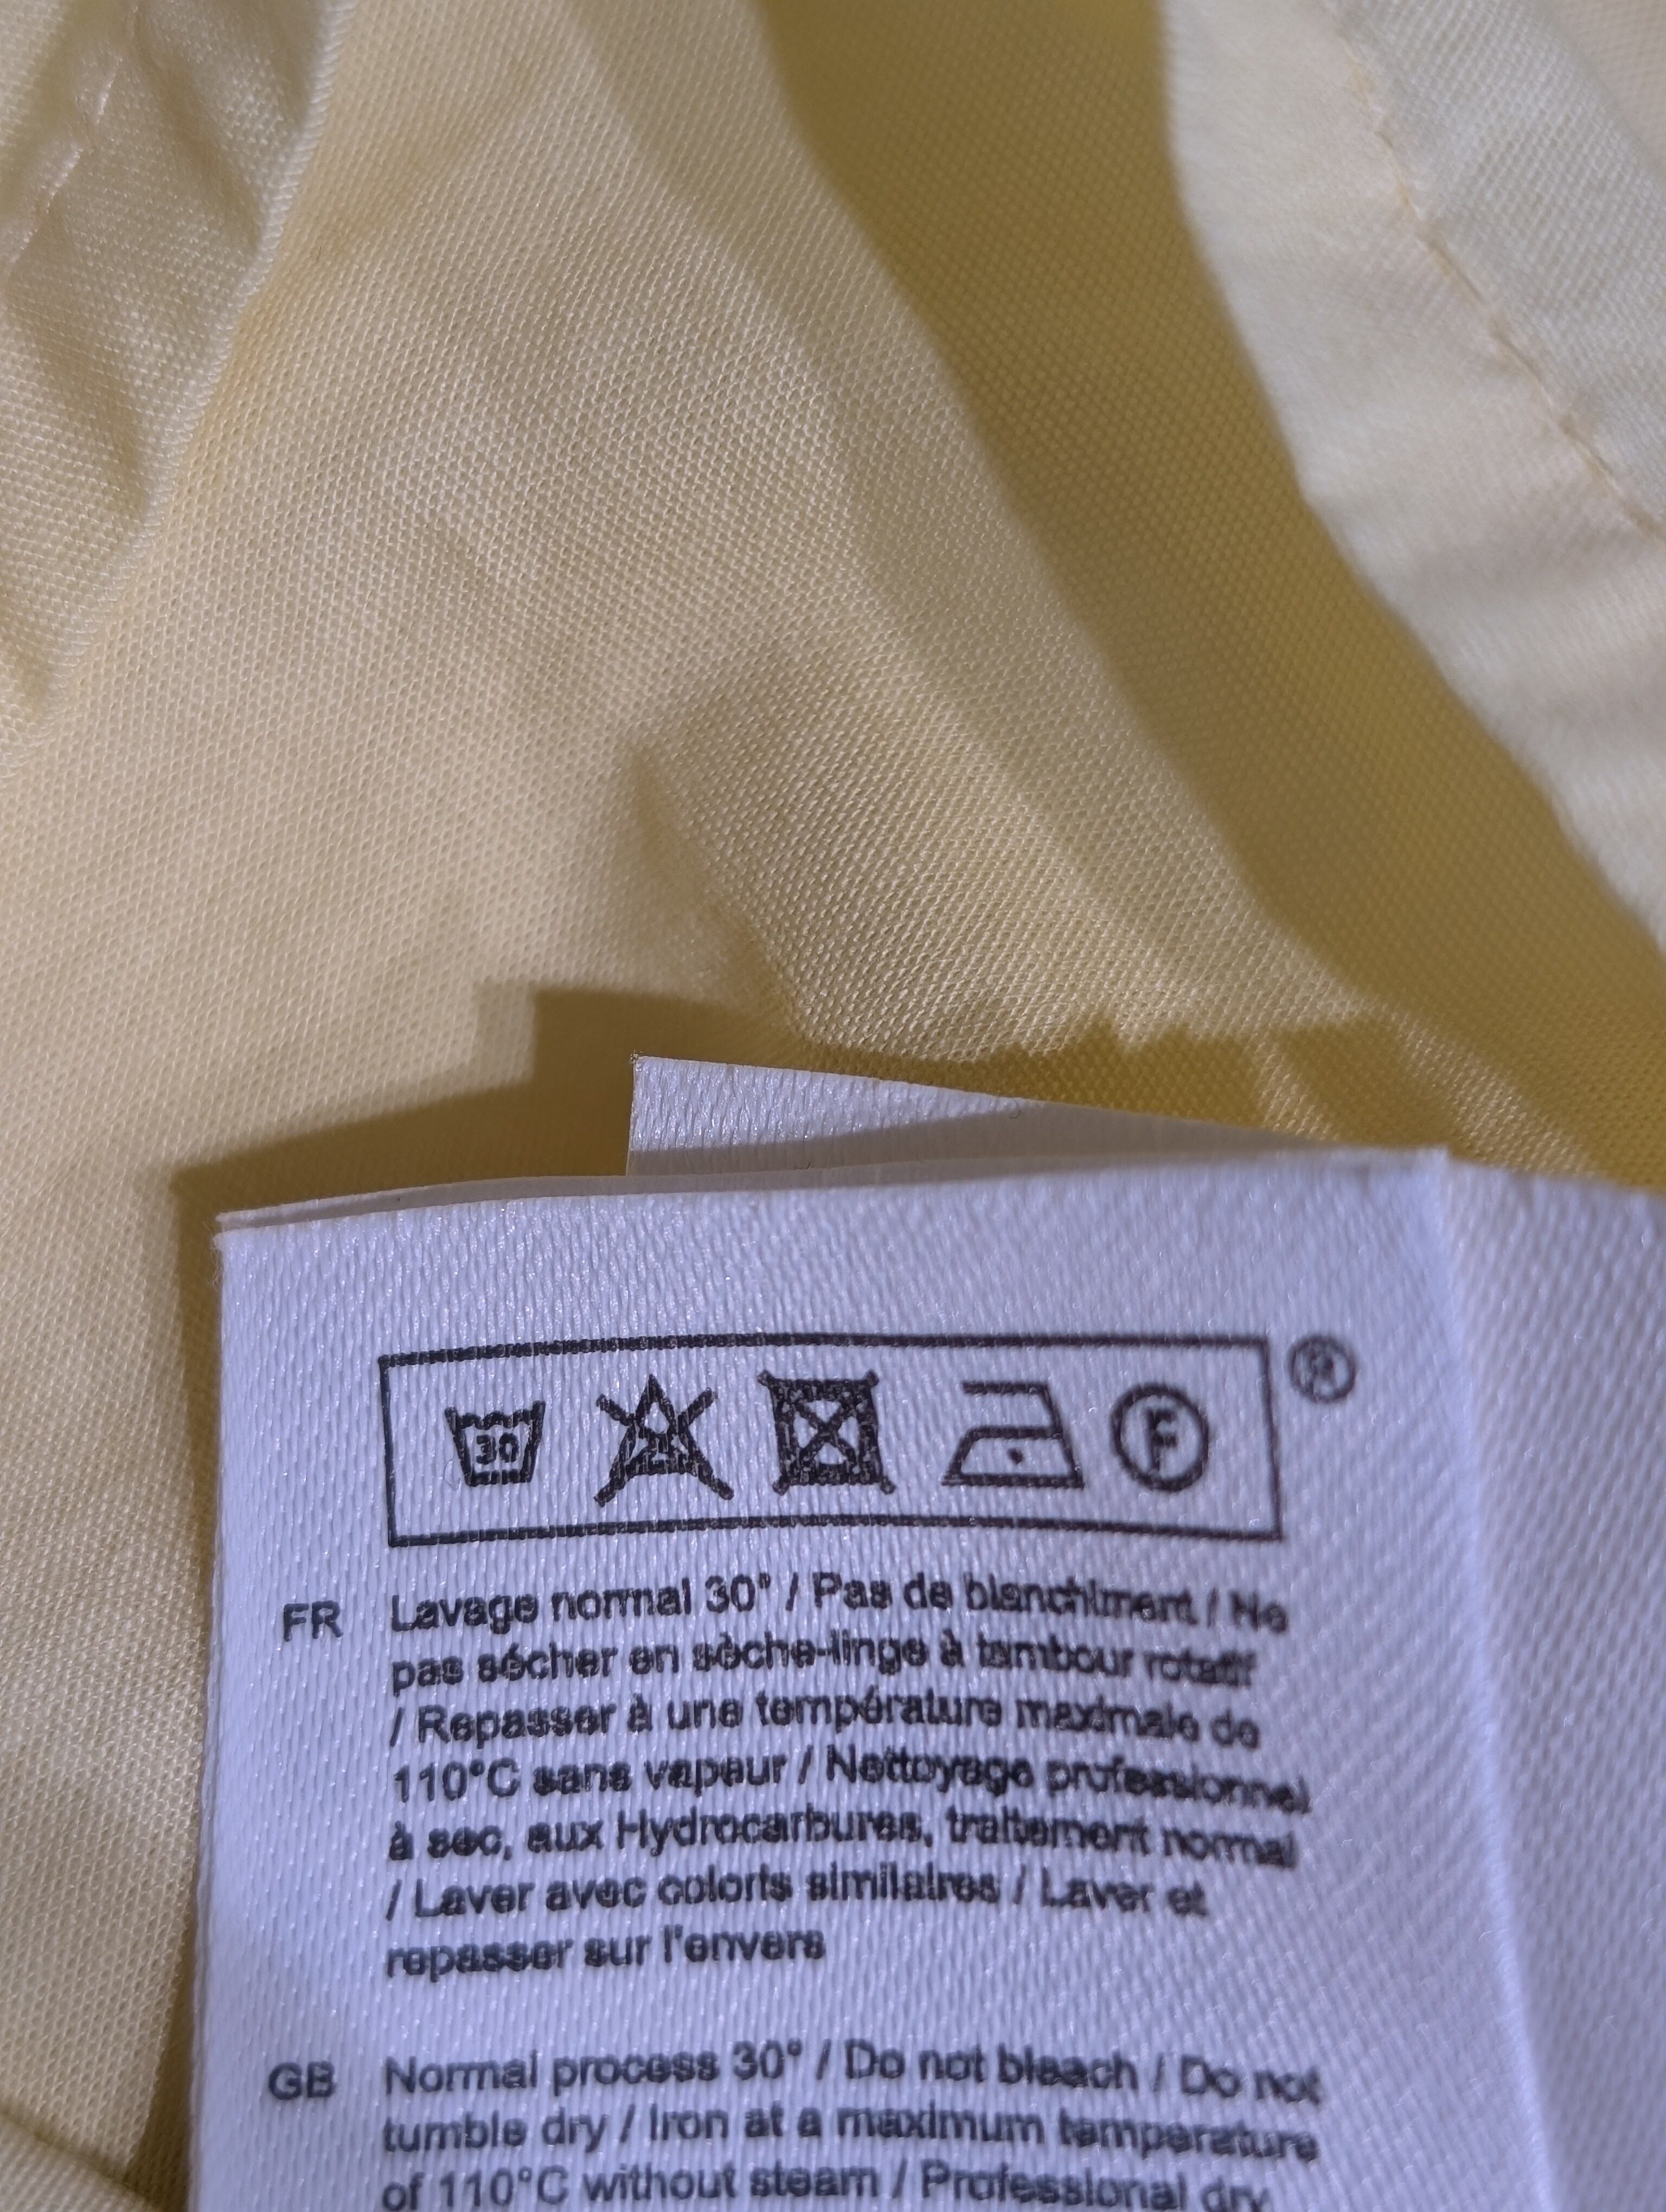 30
F
®
FR Lavage normal 30° / Pas de blanchiment / Ne
pas sécher en sèche-linge à tambour rotatif
/ Repasser à une température maximale de
110°C sans vapeur / Nettoyage professionnel
à sec, aux Hydrocarbures, traitement normal
/ Laver avec coloris similaires / Laver et
repasser sur l'envers
GB Normal process 30° / Do not bleach / Do not
tumble dry / Iron at a maximum temperature
of 110°C without steam / Professional dry